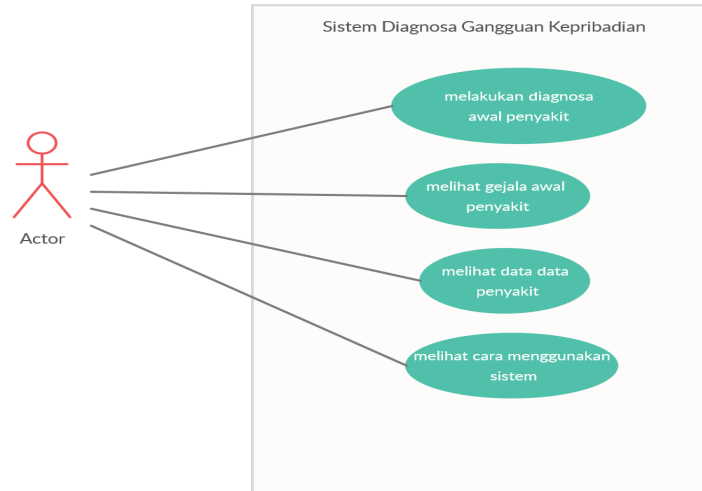 Sistem Diagnosa Gangguan Kepribadian
melakukan diagnosa
awal penyakit
melihat gejala awal
penyakit
Actor
melihat data data
penyakit
melihat cara menggunakan
sistem